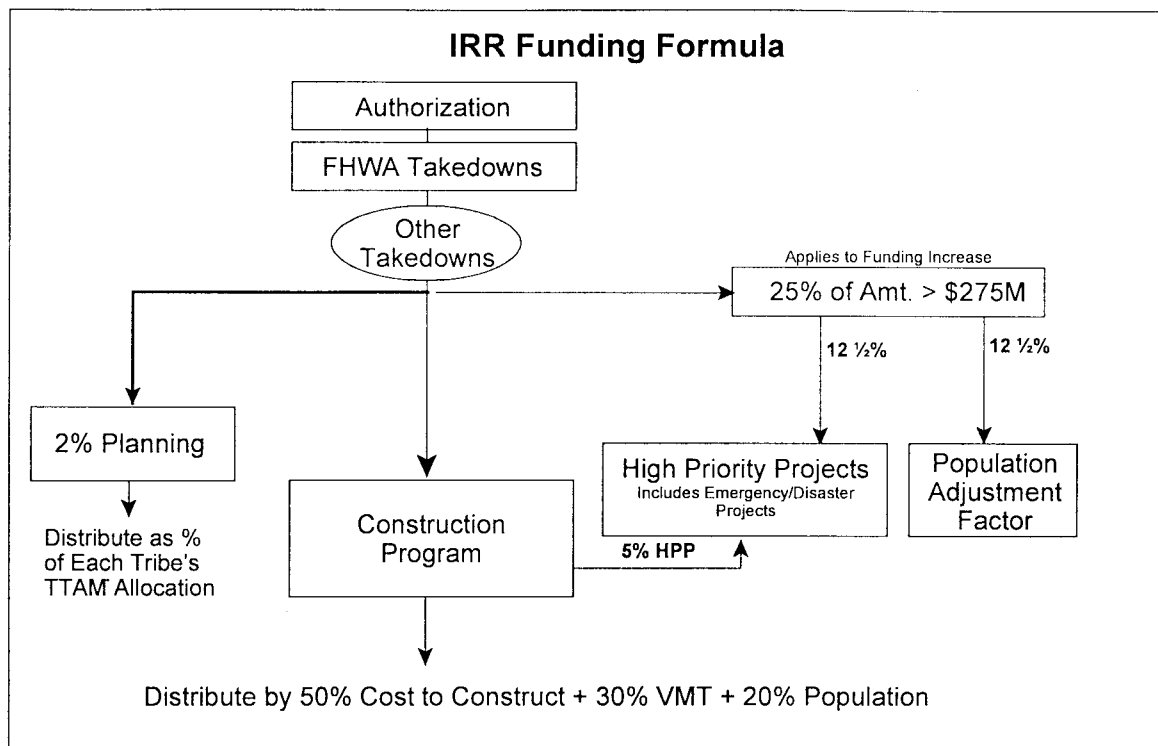 IRR Funding Formula
Authorization
FHWA Takedowns
Other
Takedowns
Applies to Funding Increase
25% of Amt. > $275M
12 ½%
12 ½%
2% Planning
High Priority Projects
Includes Emergency/Disaster
Projects
Population
Adjustment
Factor
Construction
Program
5% HPP
Distribute as %
of Each Tribe's
TTAM Allocation
Distribute by 50% Cost to Construct + 30% VMT + 20% Population